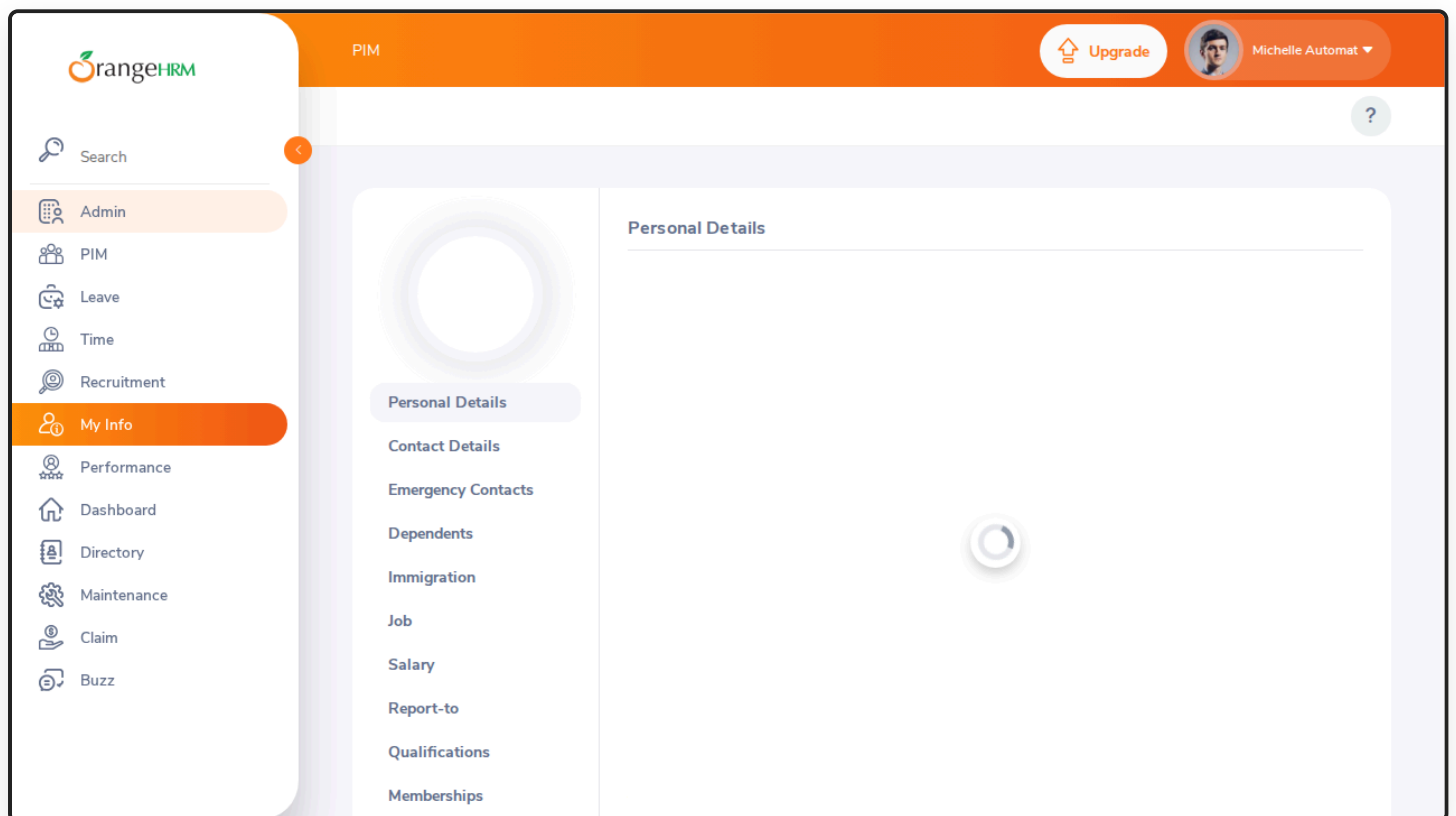 OrangeHRM
PIM
Upgrade
Michelle Automat
?
Search
Admin
PIM
Leave
Time
Recruitment
My Info
Performance
Dashboard
Directory
Maintenance
Claim
Buzz
Personal Details
Contact Details
Emergency Contacts
Dependents
Immigration
Job
Salary
Report-to
Qualifications
Memberships
Personal Details